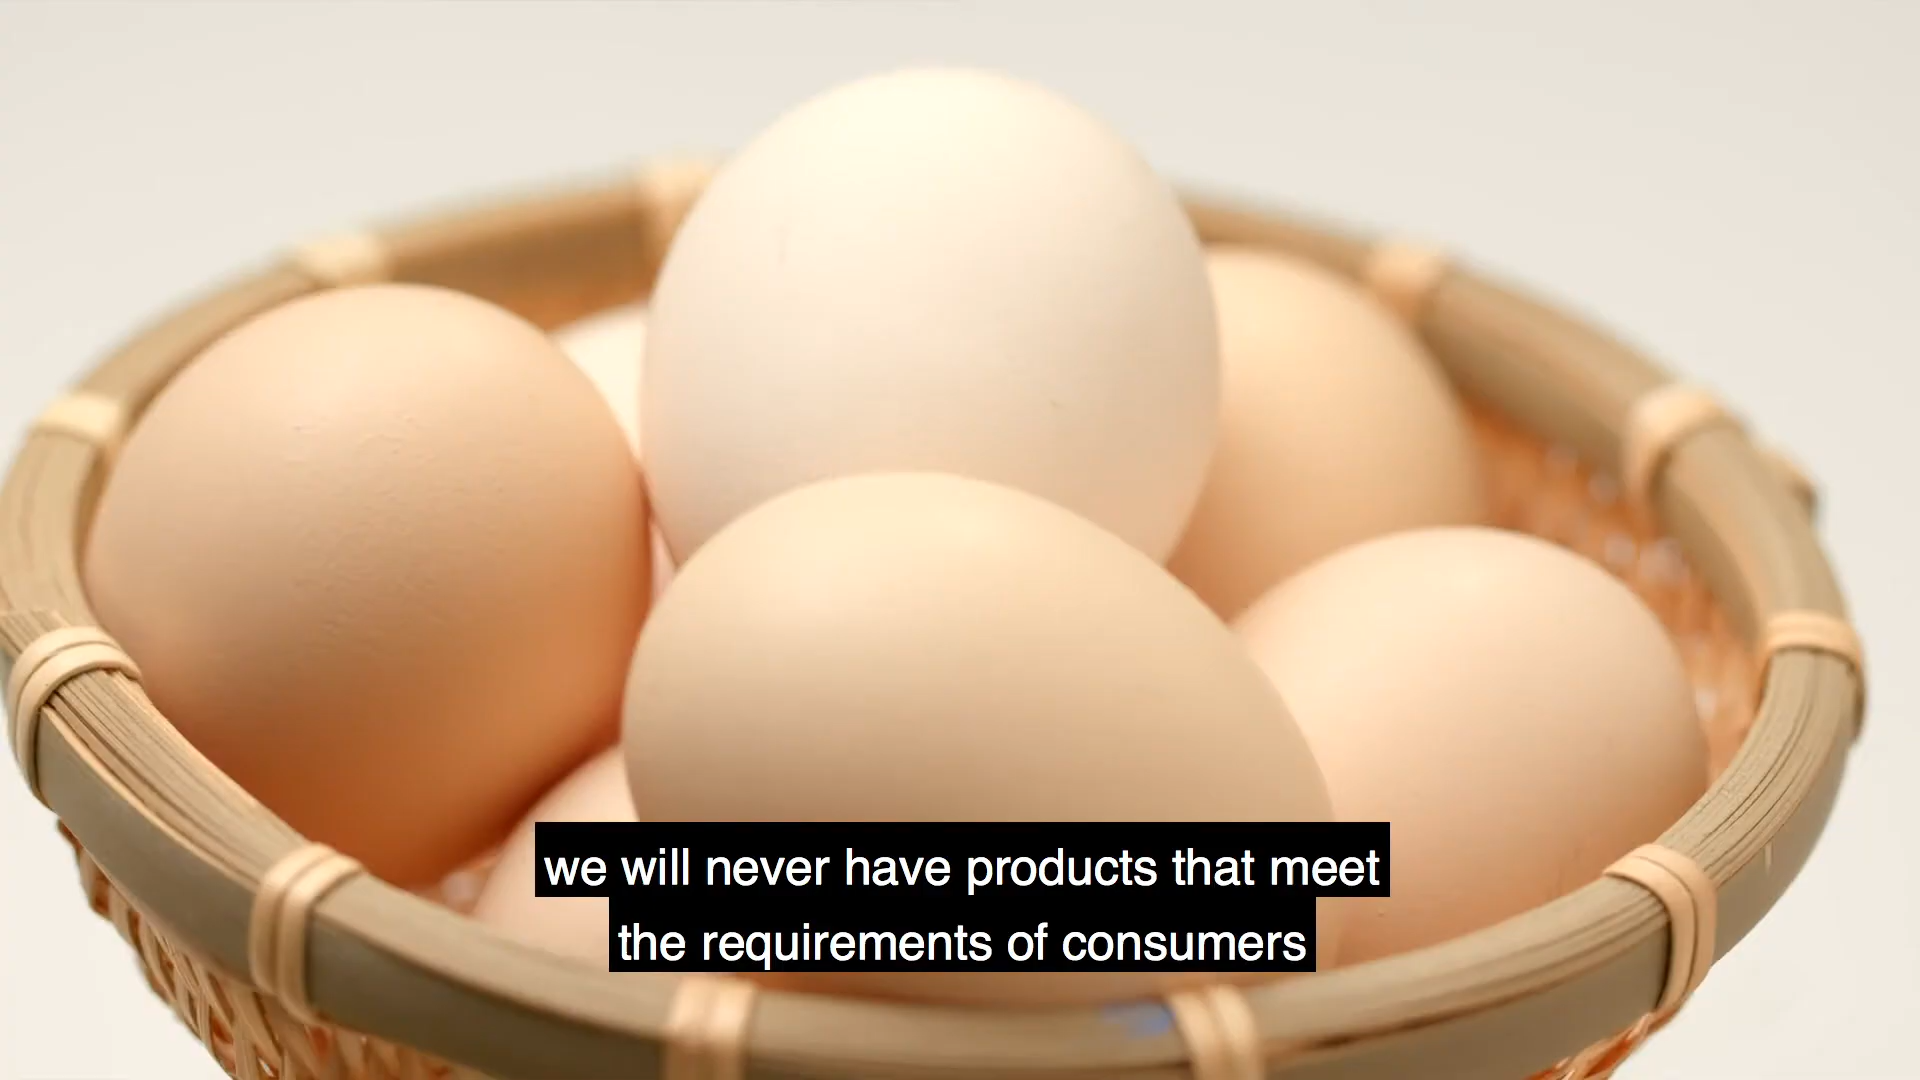 we will never have products that meet
the requirements of consumers